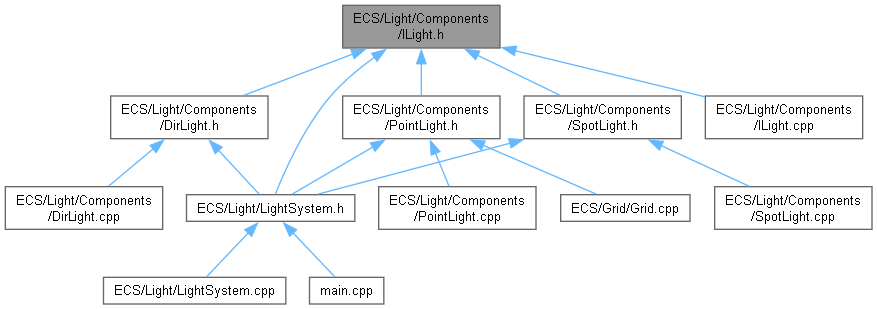 ECS/Light/Components
/ILight.h
ECS/Light/Components
/DirLight.h
ECS/Light/Components
/PointLight.h
ECS/Light/Components
/SpotLight.h
ECS/Light/Components
/ILight.cpp
ECS/Light/Components
/DirLight.cpp
ECS/Light/LightSystem.h
ECS/Light/Components
/PointLight.cpp
ECS/Grid/Grid.cpp
ECS/Light/Components
/SpotLight.cpp
ECS/Light/LightSystem.cpp
main.cpp